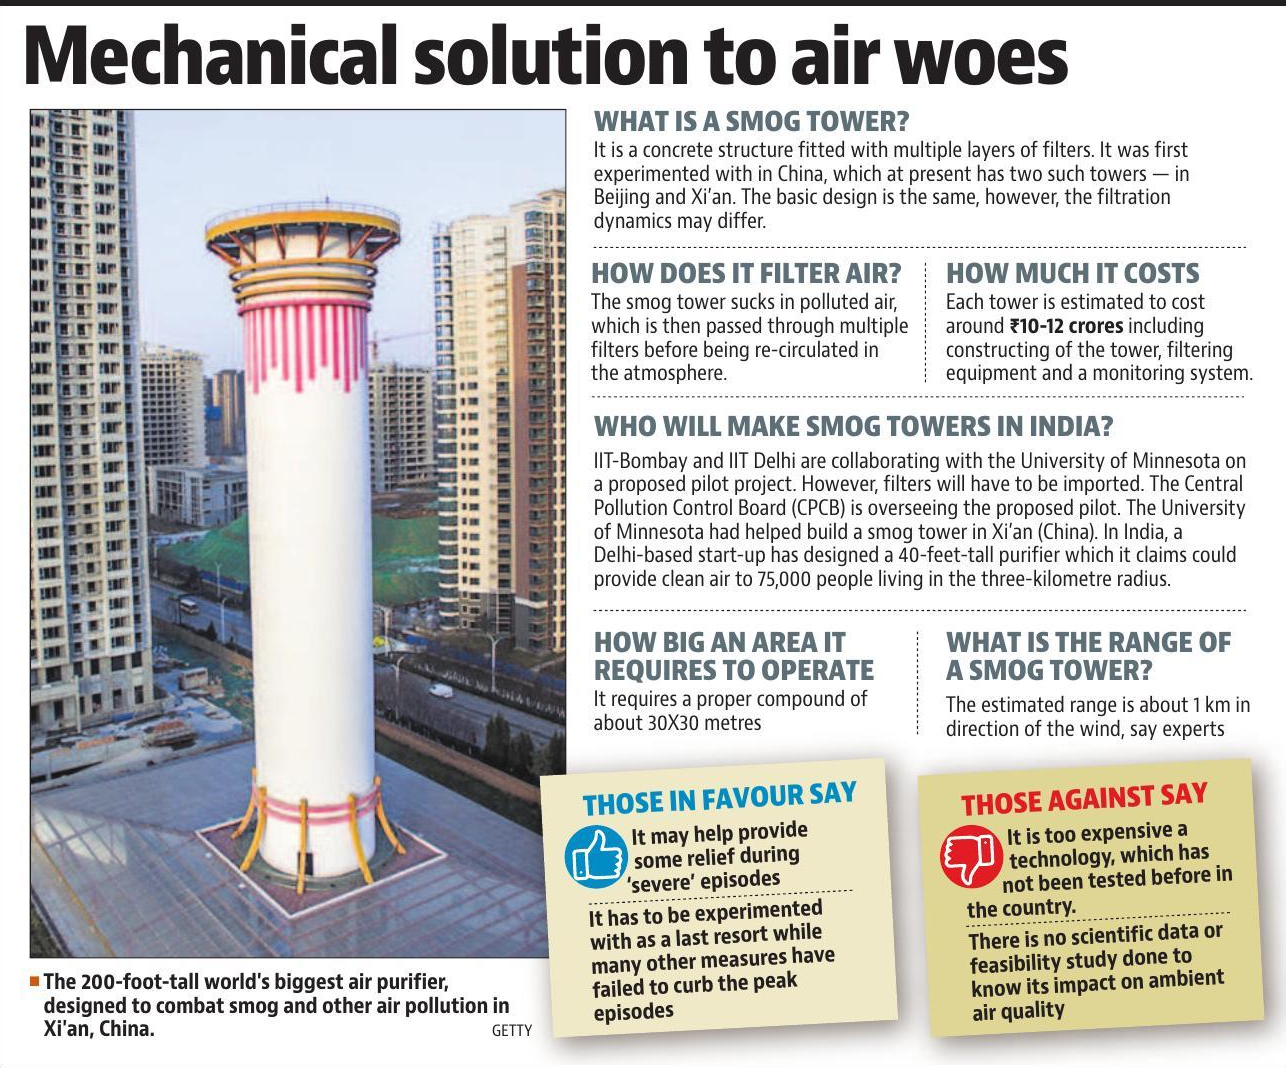 Mechanical solution to air woes
WHAT IS A SMOG TOWER?
It is a concrete structure fitted with multiple layers of filters. It was first
experimented with in China, which at present has two such towers — in
Beijing and Xi'an. The basic design is the same, however, the filtration
dynamics may differ.
HOW DOES IT FILTER AIR?
The smog tower sucks in polluted air,
which is then passed through multiple
filters before being re-circulated in
the atmosphere.
HOW MUCH IT COSTS
Each tower is estimated to cost
around ₹10-12 crores including
constructing of the tower, filtering
equipment and a monitoring system.
WHO WILL MAKE SMOG TOWERS IN INDIA?
IIT-Bombay and IIT Delhi are collaborating with the University of Minnesota on
a proposed pilot project. However, filters will have to be imported. The Central
Pollution Control Board (CPCB) is overseeing the proposed pilot. The University
of Minnesota had helped build a smog tower in Xi'an (China). In India, a
Delhi-based start-up has designed a 40-feet-tall purifier which it claims could
provide clean air to 75,000 people living in the three-kilometre radius.
HOW BIG AN AREA IT
REQUIRES TO OPERATE
It requires a proper compound of
about 30X30 metres
WHAT IS THE RANGE OF
A SMOG TOWER?
The estimated range is about 1 km in
direction of the wind, say experts
THOSE IN FAVOUR SAY
It may help provide
some relief during
'severe' episodes
It has to be experimented
with as a last resort while
many other measures have
failed to curb the peak
episodes
THOSE AGAINST SAY
It is too expensive a
technology, which has
not been tested before in
the country.
There is no scientific data or
feasibility study done to
know its impact on ambient
air quality
The 200-foot-tall world's biggest air purifier,
designed to combat smog and other air pollution in
Xi'an, China.
GETTY